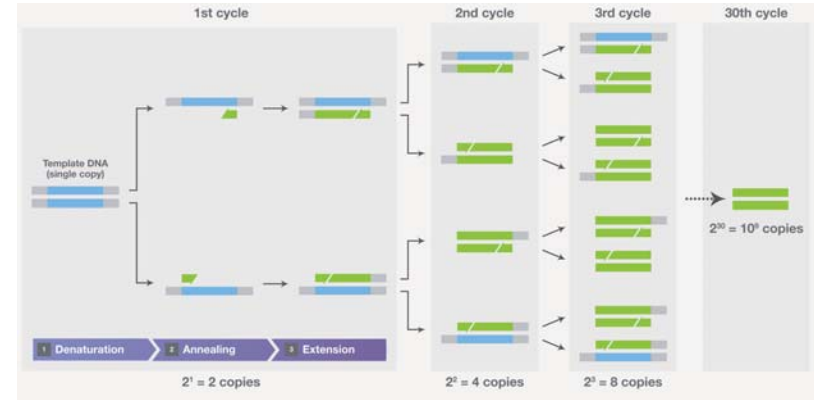 1st cycle
2nd cycle
3rd cycle
30th cycle
Template DNA
(single copy)
2³⁰ = 10⁹ copies
1 Denaturation
2 Annealing
3 Extension
2¹ = 2 copies
2² = 4 copies
2³ = 8 copies